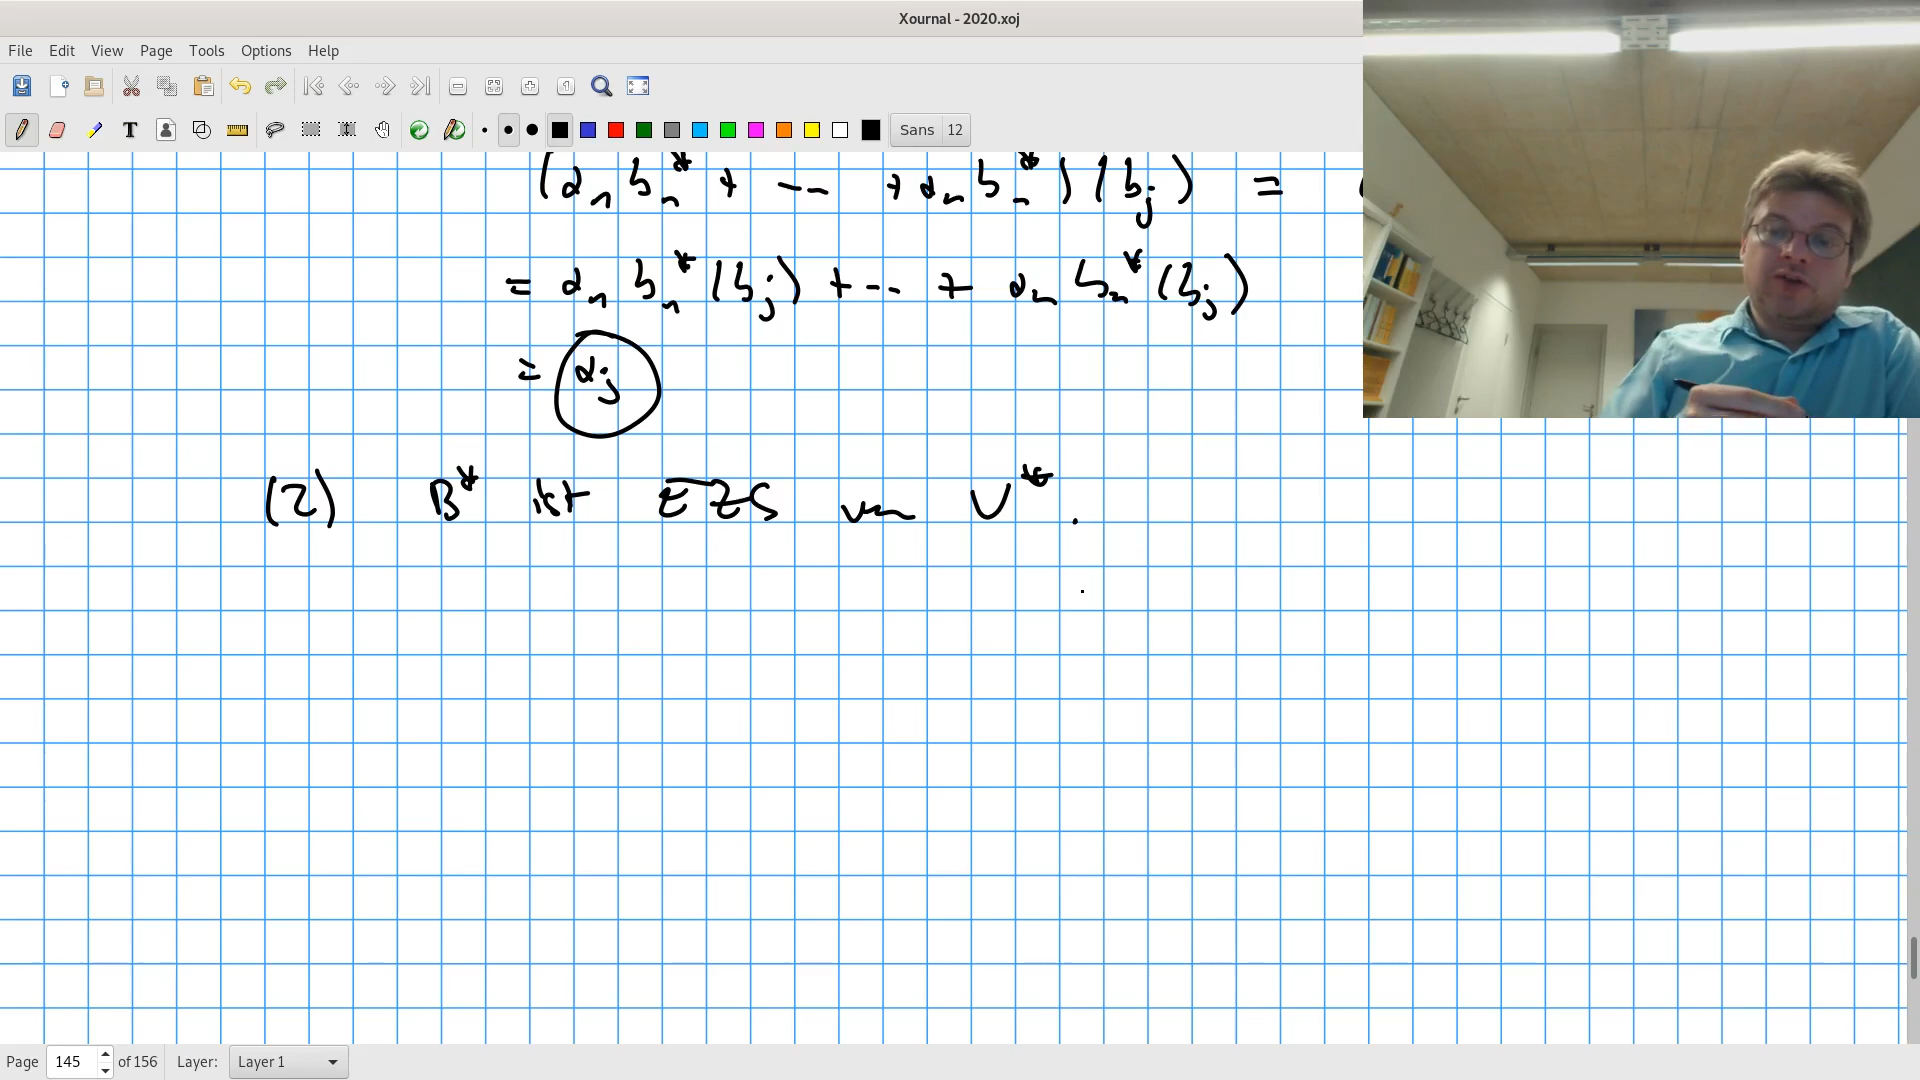 Xournal - 2020.xoj
File Edit View Page Tools Options Help
Sans 12
(α₁ b₁* + -- + αₙ bₙ*)(bⱼ) =
= α₁ b₁*(bⱼ) + -- + αₙ bₙ*(bⱼ)
= αⱼ
(2) B* ist EZS von V* .
Page 145 of 156 Layer: Layer 1